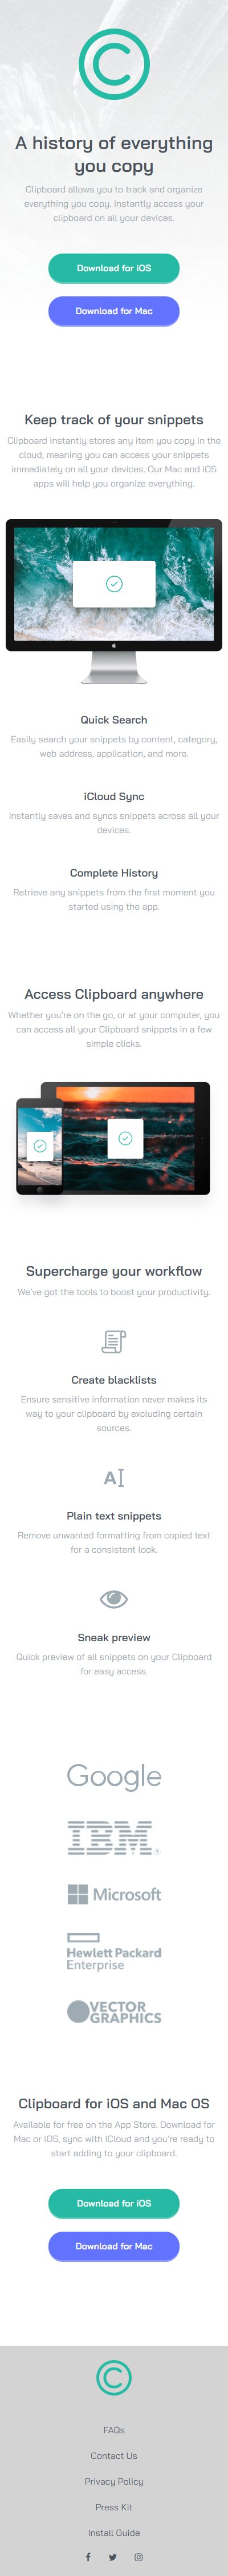 A history of everything
you copy
Clipboard allows you to track and organize
everything you copy. Instantly access your
clipboard on all your devices.
Download for iOS
Download for Mac
Keep track of your snippets
Clipboard instantly stores any item you copy in the
cloud, meaning you can access your snippets
immediately on all your devices. Our Mac and iOS
apps will help you organize everything.
Quick Search
Easily search your snippets by content, category,
web address, application, and more.
iCloud Sync
Instantly saves and syncs snippets across all your
devices.
Complete History
Retrieve any snippets from the first moment you
started using the app.
Access Clipboard anywhere
Whether you're on the go, or at your computer, you
can access all your Clipboard snippets in a few
simple clicks.
Supercharge your workflow
We've got the tools to boost your productivity.
Create blacklists
Ensure sensitive information never makes its
way to your clipboard by excluding certain
sources.
A
Plain text snippets
Remove unwanted formatting from copied text
for a consistent look.
Sneak preview
Quick preview of all snippets on your Clipboard
for easy access.
Google
IBM
Microsoft
Hewlett Packard
Enterprise
VECTOR
GRAPHICS
Clipboard for iOS and Mac OS
Available for free on the App Store. Download for
Mac or iOS, sync with iCloud and you're ready to
start adding to your clipboard.
Download for iOS
Download for Mac
FAQs
Contact Us
Privacy Policy
Press Kit
Install Guide